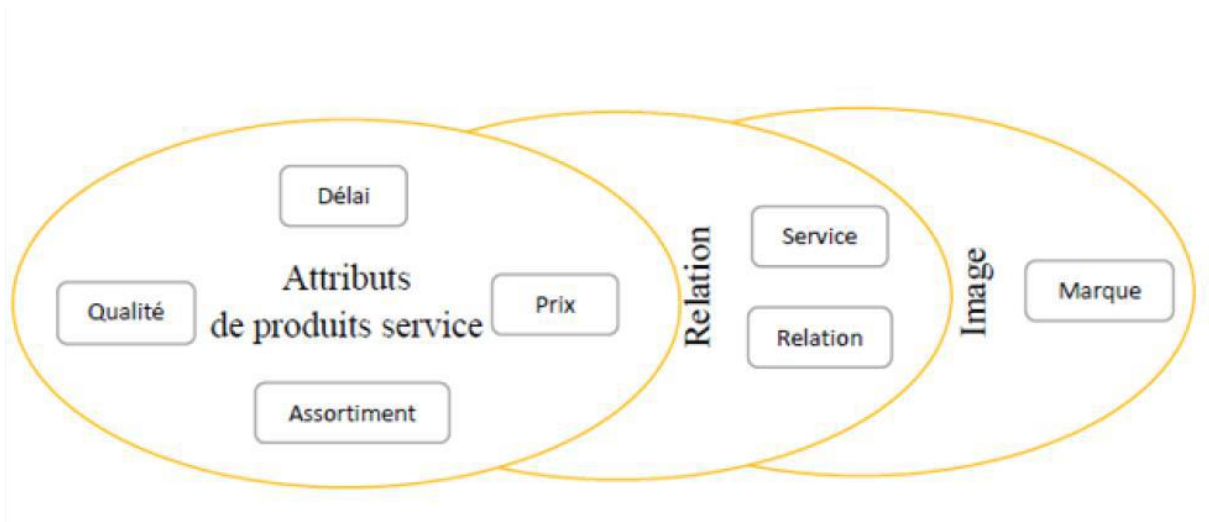 Délai
Attributs
de produits service
Qualité
Prix
Assortiment
Relation
Service
Relation
Image
Marque